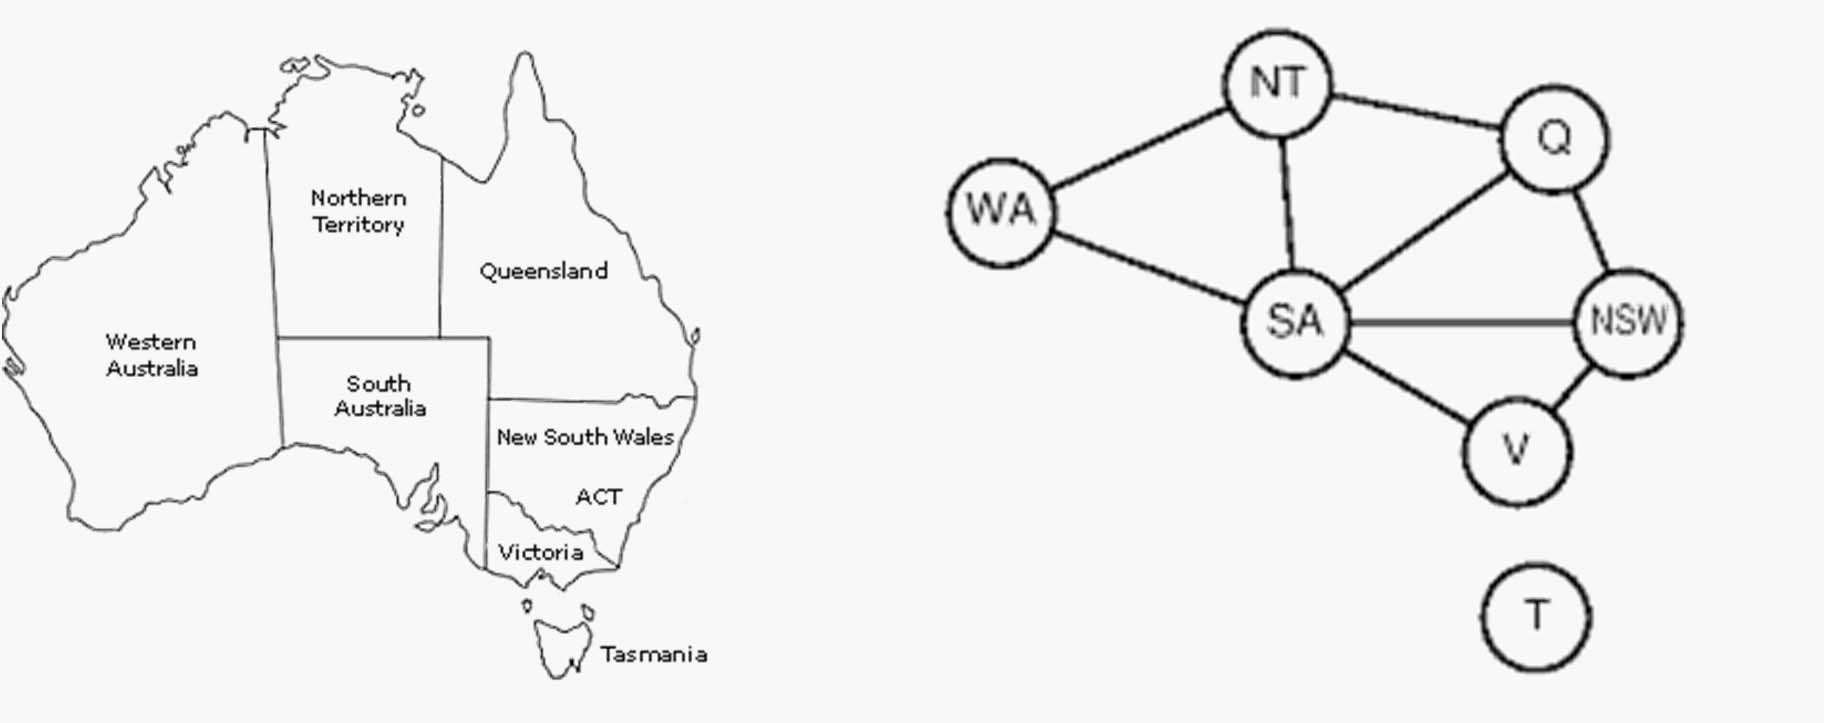 Northern
Territory
Queensland
Western
Australia
South
Australia
New South Wales
ACT
Victoria
Tasmania
NT
Q
WA
SA
NSW
V
T